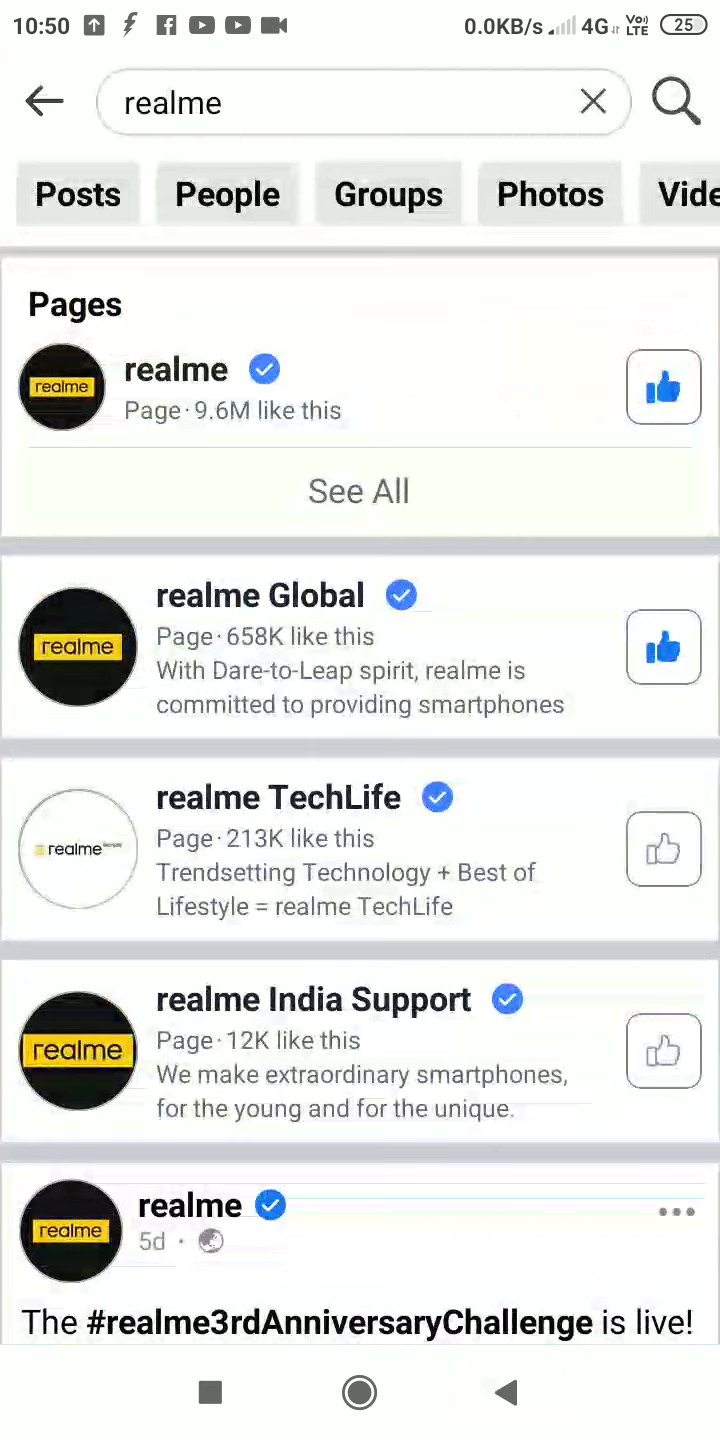 10:50 0.0KB/s 4G Vo) LTE 25
realme
Posts People Groups Photos Vide
Pages
realme
realme
Page · 9.6M like this
See All
realme Global
realme
Page · 658K like this
With Dare-to-Leap spirit, realme is
committed to providing smartphones
realme TechLife
realme
Page · 213K like this
Trendsetting Technology + Best of
Lifestyle = realme TechLife
realme India Support
realme
Page · 12K like this
We make extraordinary smartphones,
for the young and for the unique.
realme
realme
5d ·
The #realme3rdAnniversaryChallenge is live!